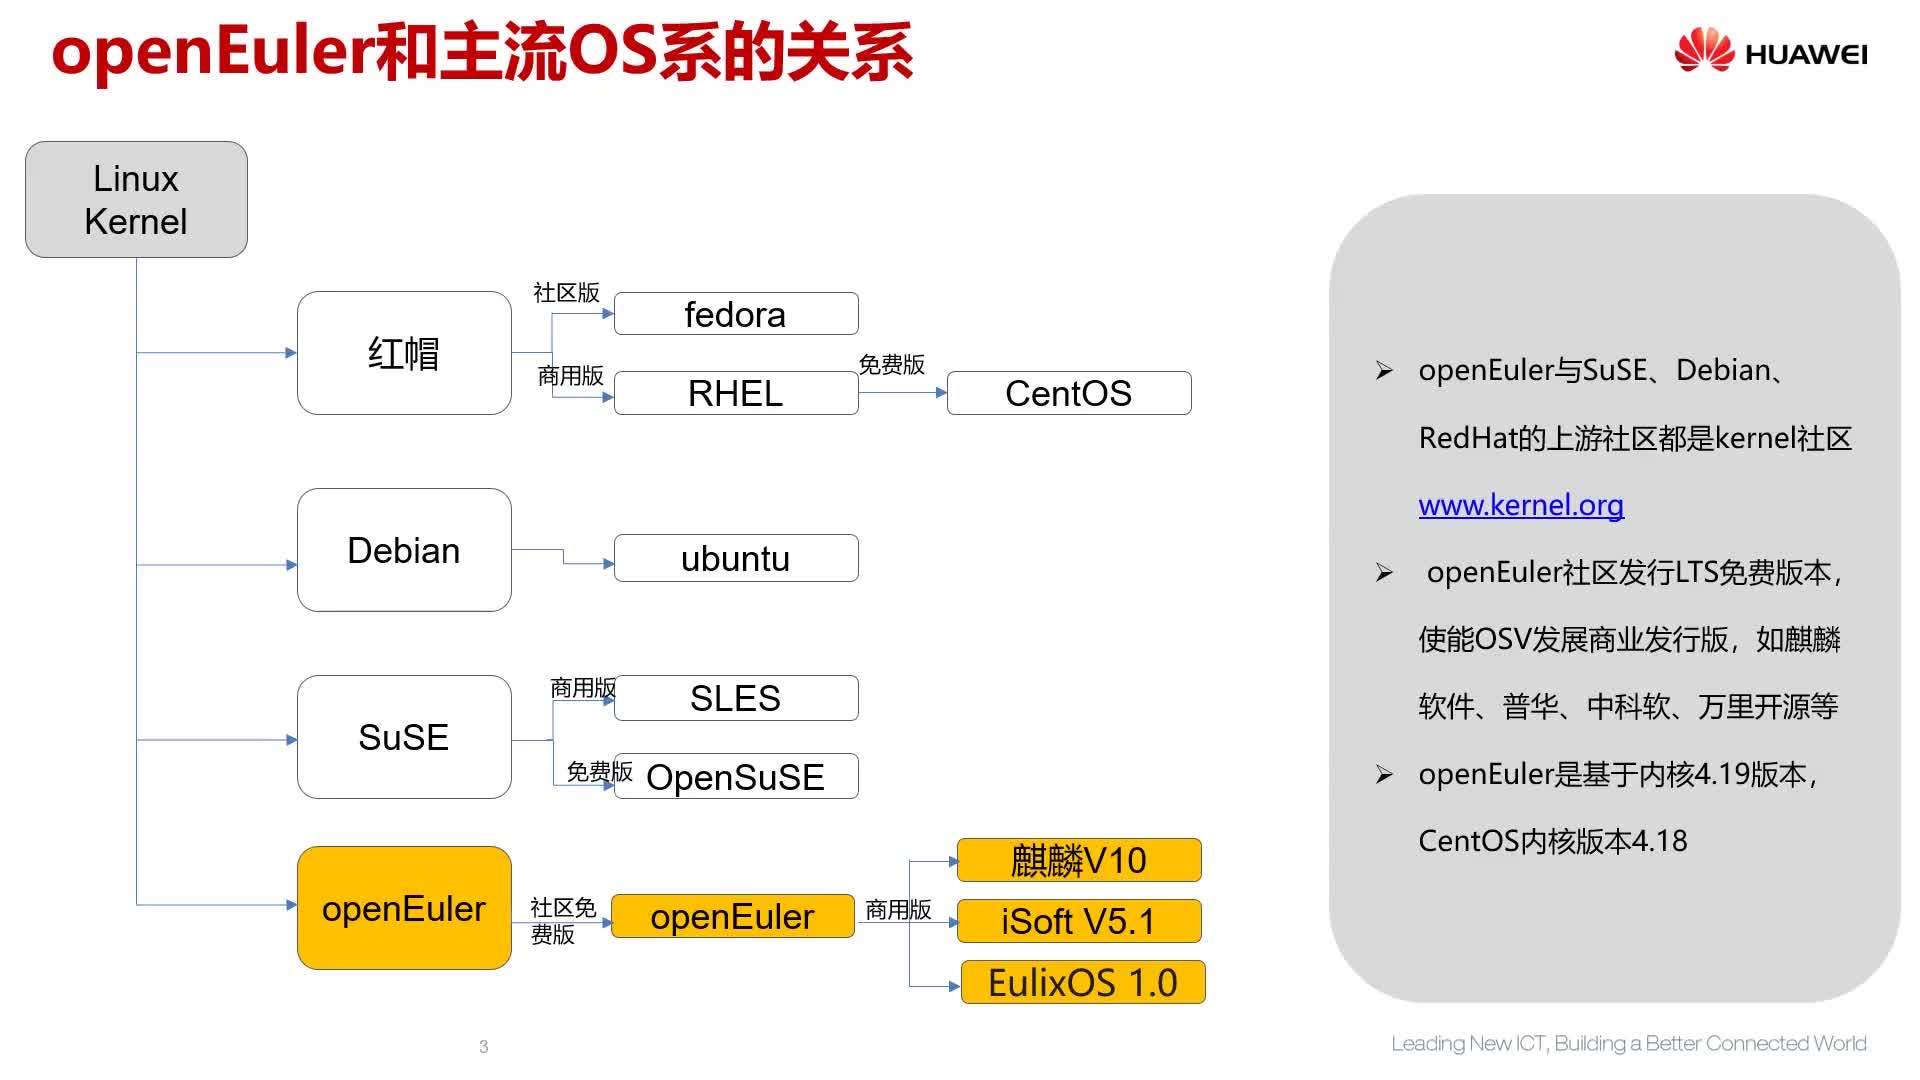 openEuler和主流OS系的关系
HUAWEI
Linux
Kernel
红帽
社区版
fedora
商用版
RHEL
免费版
CentOS
Debian
ubuntu
SuSE
商用版
SLES
免费版
OpenSuSE
openEuler
社区免
费版
openEuler
商用版
麒麟V10
iSoft V5.1
EulixOS 1.0
➢ openEuler与SuSE、Debian、
RedHat的上游社区都是kernel社区
www.kernel.org
➢ openEuler社区发行LTS免费版本，
使能OSV发展商业发行版，如麒麟
软件、普华、中科软、万里开源等
➢ openEuler是基于内核4.19版本，
CentOS内核版本4.18
3
Leading New ICT, Building a Better Connected World